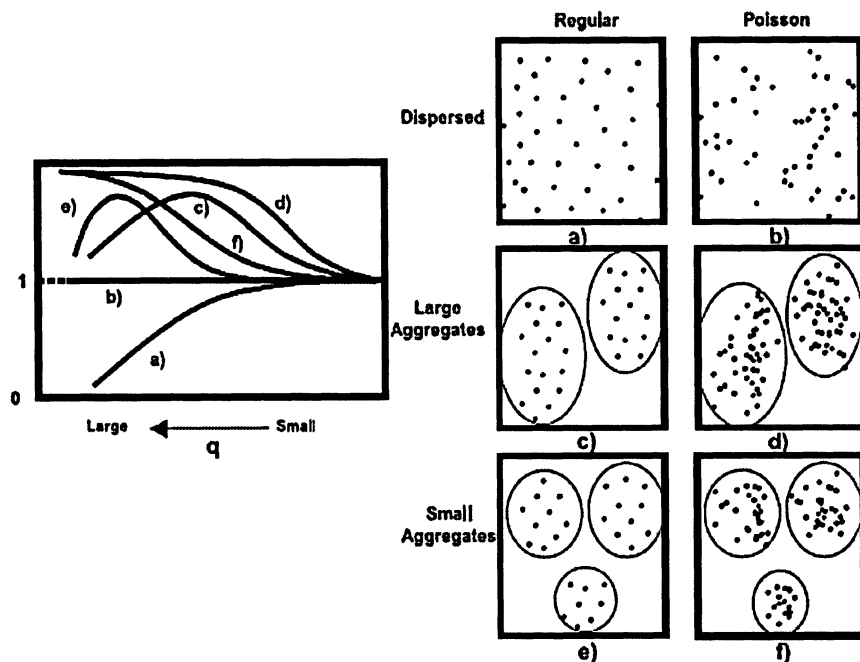 Regular
Poisson
Dispersed
a)
b)
e)
c)
d)
f)
1
b)
a)
0
Large
Small
q
Large
Aggregates
c)
d)
Small
Aggregates
e)
f)